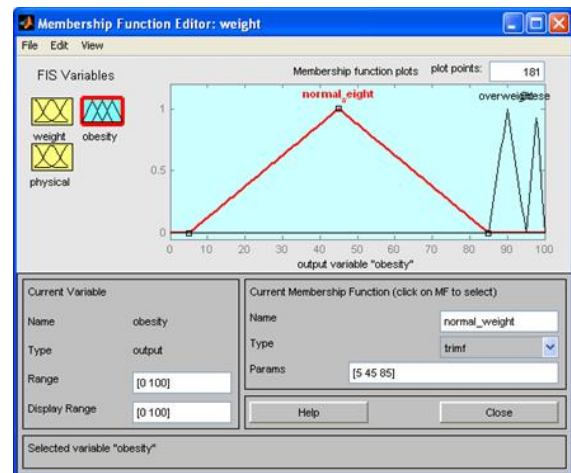 Membership Function Editor: weight
File Edit View
FIS Variables
weight
obesity
physical
Membership function plots
plot points:
181
normal_weight
overweight
obese
1
0.5
0
0 10 20 30 40 50 60 70 80 90 100
output variable "obesity"
Current Variable
Name obesity
Type output
Range [0 100]
Display Range [0 100]
Current Membership Function (click on MF to select)
Name normal_weight
Type trimf
Params [5 45 85]
Help
Close
Selected variable "obesity"